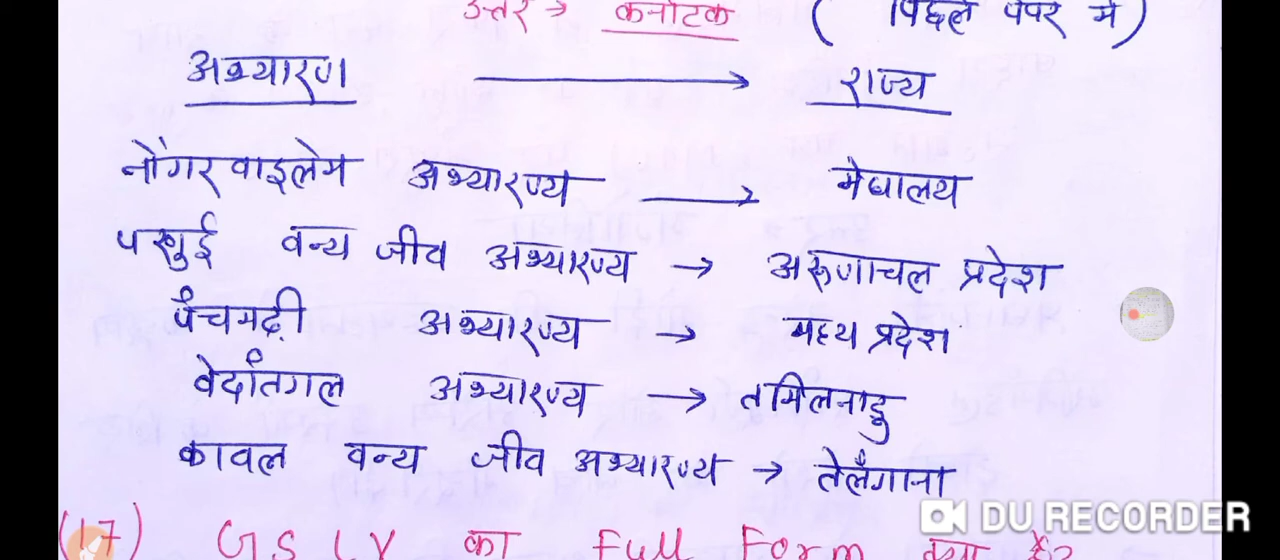 उत्तर → कर्नाटक ( पिछले पेपर में )
अभ्यारण → राज्य
नोंगरवाइलेम अभ्यारण्य → मेघालय
पखुई वन्य जीव अभ्यारण्य → अरूणाचल प्रदेश
पंचमढ़ी अभ्यारण्य → मध्य प्रदेश
वेदांतगल अभ्यारण्य → तमिलनाडु
कावल वन्य जीव अभ्यारण्य → तेलंगाना
(17) GSLV का Full Form क्या है?
DU RECORDER